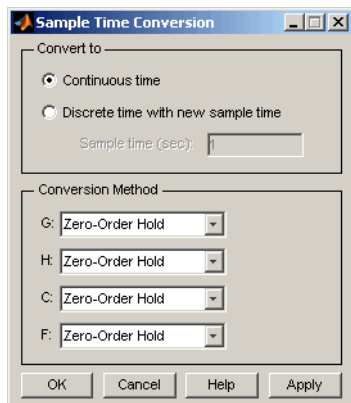 Sample Time Conversion
Convert to
Continuous time
Discrete time with new sample time
Sample time (sec): 1
Conversion Method
G: Zero-Order Hold
H: Zero-Order Hold
C: Zero-Order Hold
F: Zero-Order Hold
OK Cancel Help Apply